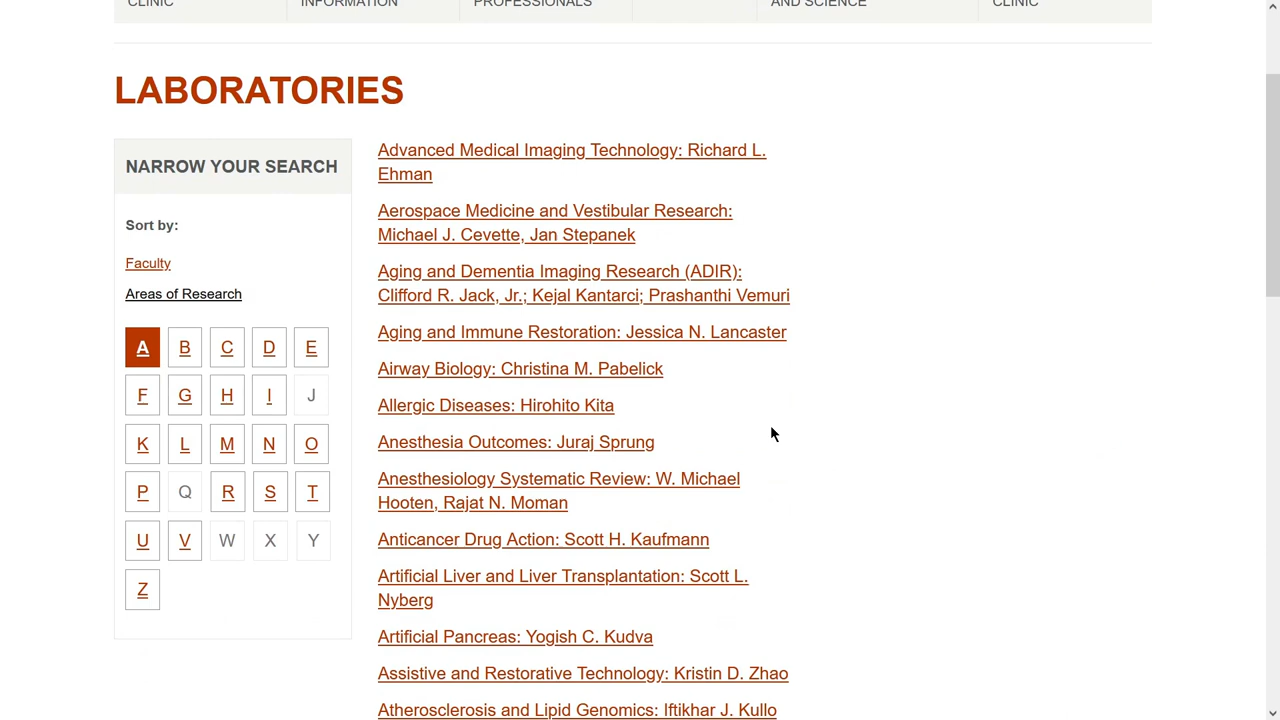 CLINIC INFORMATION PROFESSIONALS AND SCIENCE CLINIC
LABORATORIES
NARROW YOUR SEARCH
Sort by:
Faculty
Areas of Research
A B C D E
F G H I J
K L M N O
P Q R S T
U V W X Y
Z
Advanced Medical Imaging Technology: Richard L.
Ehman
Aerospace Medicine and Vestibular Research:
Michael J. Cevette, Jan Stepanek
Aging and Dementia Imaging Research (ADIR):
Clifford R. Jack, Jr.; Kejal Kantarci; Prashanthi Vemuri
Aging and Immune Restoration: Jessica N. Lancaster
Airway Biology: Christina M. Pabelick
Allergic Diseases: Hirohito Kita
Anesthesia Outcomes: Juraj Sprung
Anesthesiology Systematic Review: W. Michael
Hooten, Rajat N. Moman
Anticancer Drug Action: Scott H. Kaufmann
Artificial Liver and Liver Transplantation: Scott L.
Nyberg
Artificial Pancreas: Yogish C. Kudva
Assistive and Restorative Technology: Kristin D. Zhao
Atherosclerosis and Lipid Genomics: Iftikhar J. Kullo